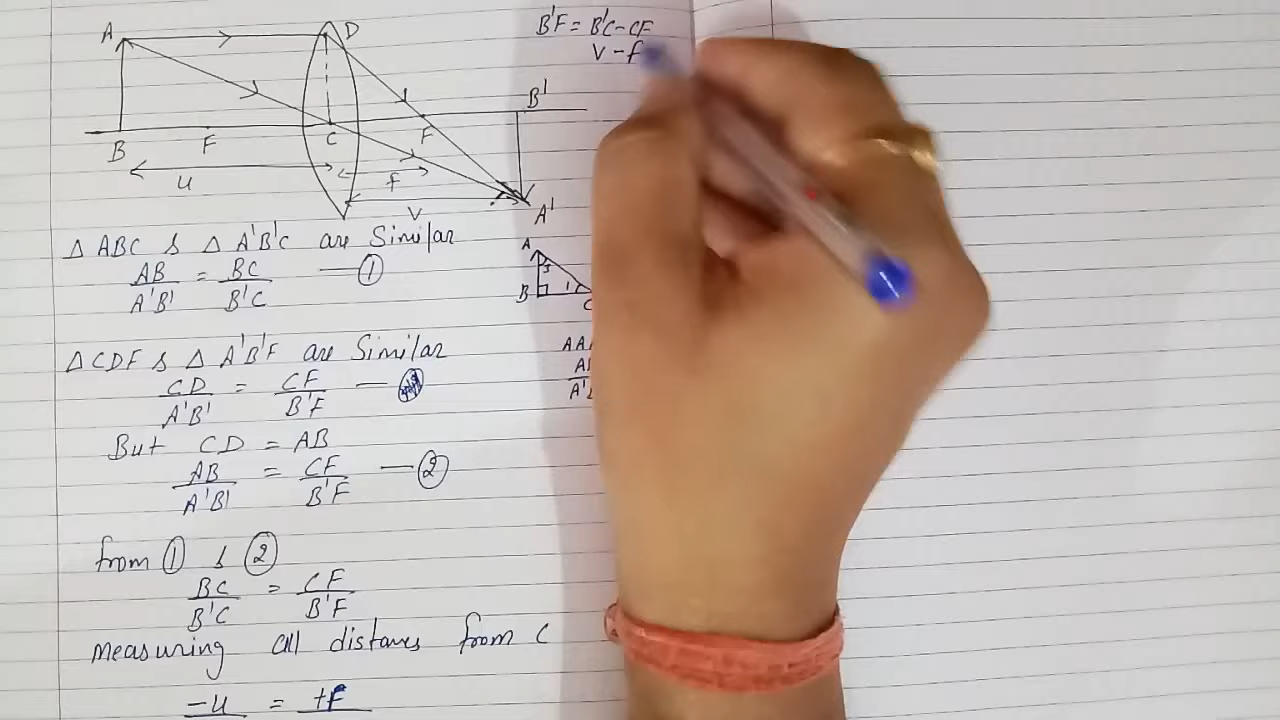 A D
B F C F B'
u f
v A'
B'F = B'C - CF
v - f
Δ ABC & Δ A'B'C are Similar
AB/A'B' = BC/B'C — ①
A
B C
Δ CDF & Δ A'B'F are Similar
CD/A'B' = CF/B'F —
But CD = AB
AB/A'B' = CF/B'F — ②
from ① & ②
BC/B'C = CF/B'F
measuring all distances from C
-u = +f